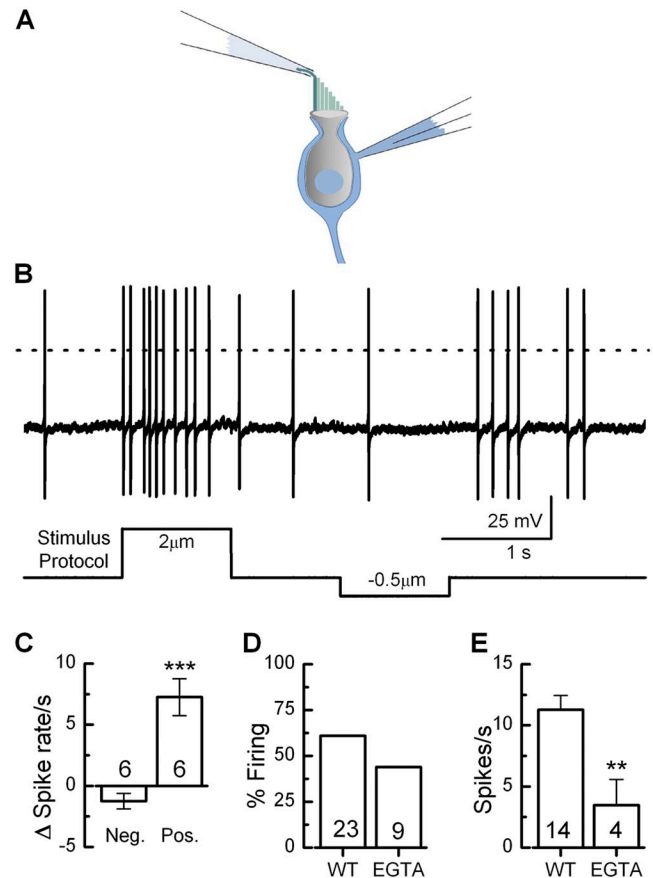 A
B
25 mV
1 s
Stimulus
Protocol
2μm
-0.5μm
C
Δ Spike rate/s
10
5
0
-5
***
6
6
Neg.
Pos.
D
% Firing
100
75
50
25
0
23
9
WT
EGTA
E
Spikes/s
15
10
5
0
**
14
4
WT
EGTA